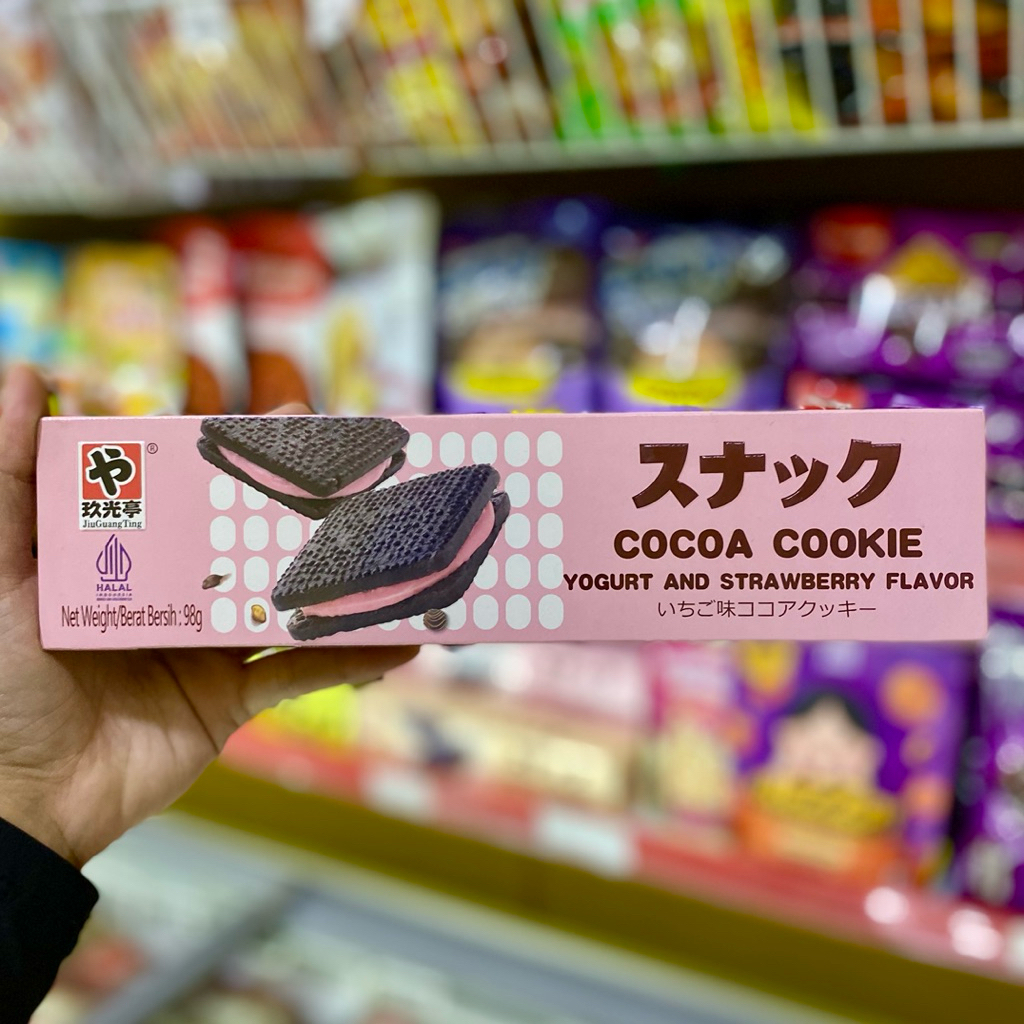 や
®
玖光亭
JiuGuangTing
HALAL
Net Weight/Berat Bersih : 98g
スナック
COCOA COOKIE
YOGURT AND STRAWBERRY FLAVOR
いちご味ココアクッキー